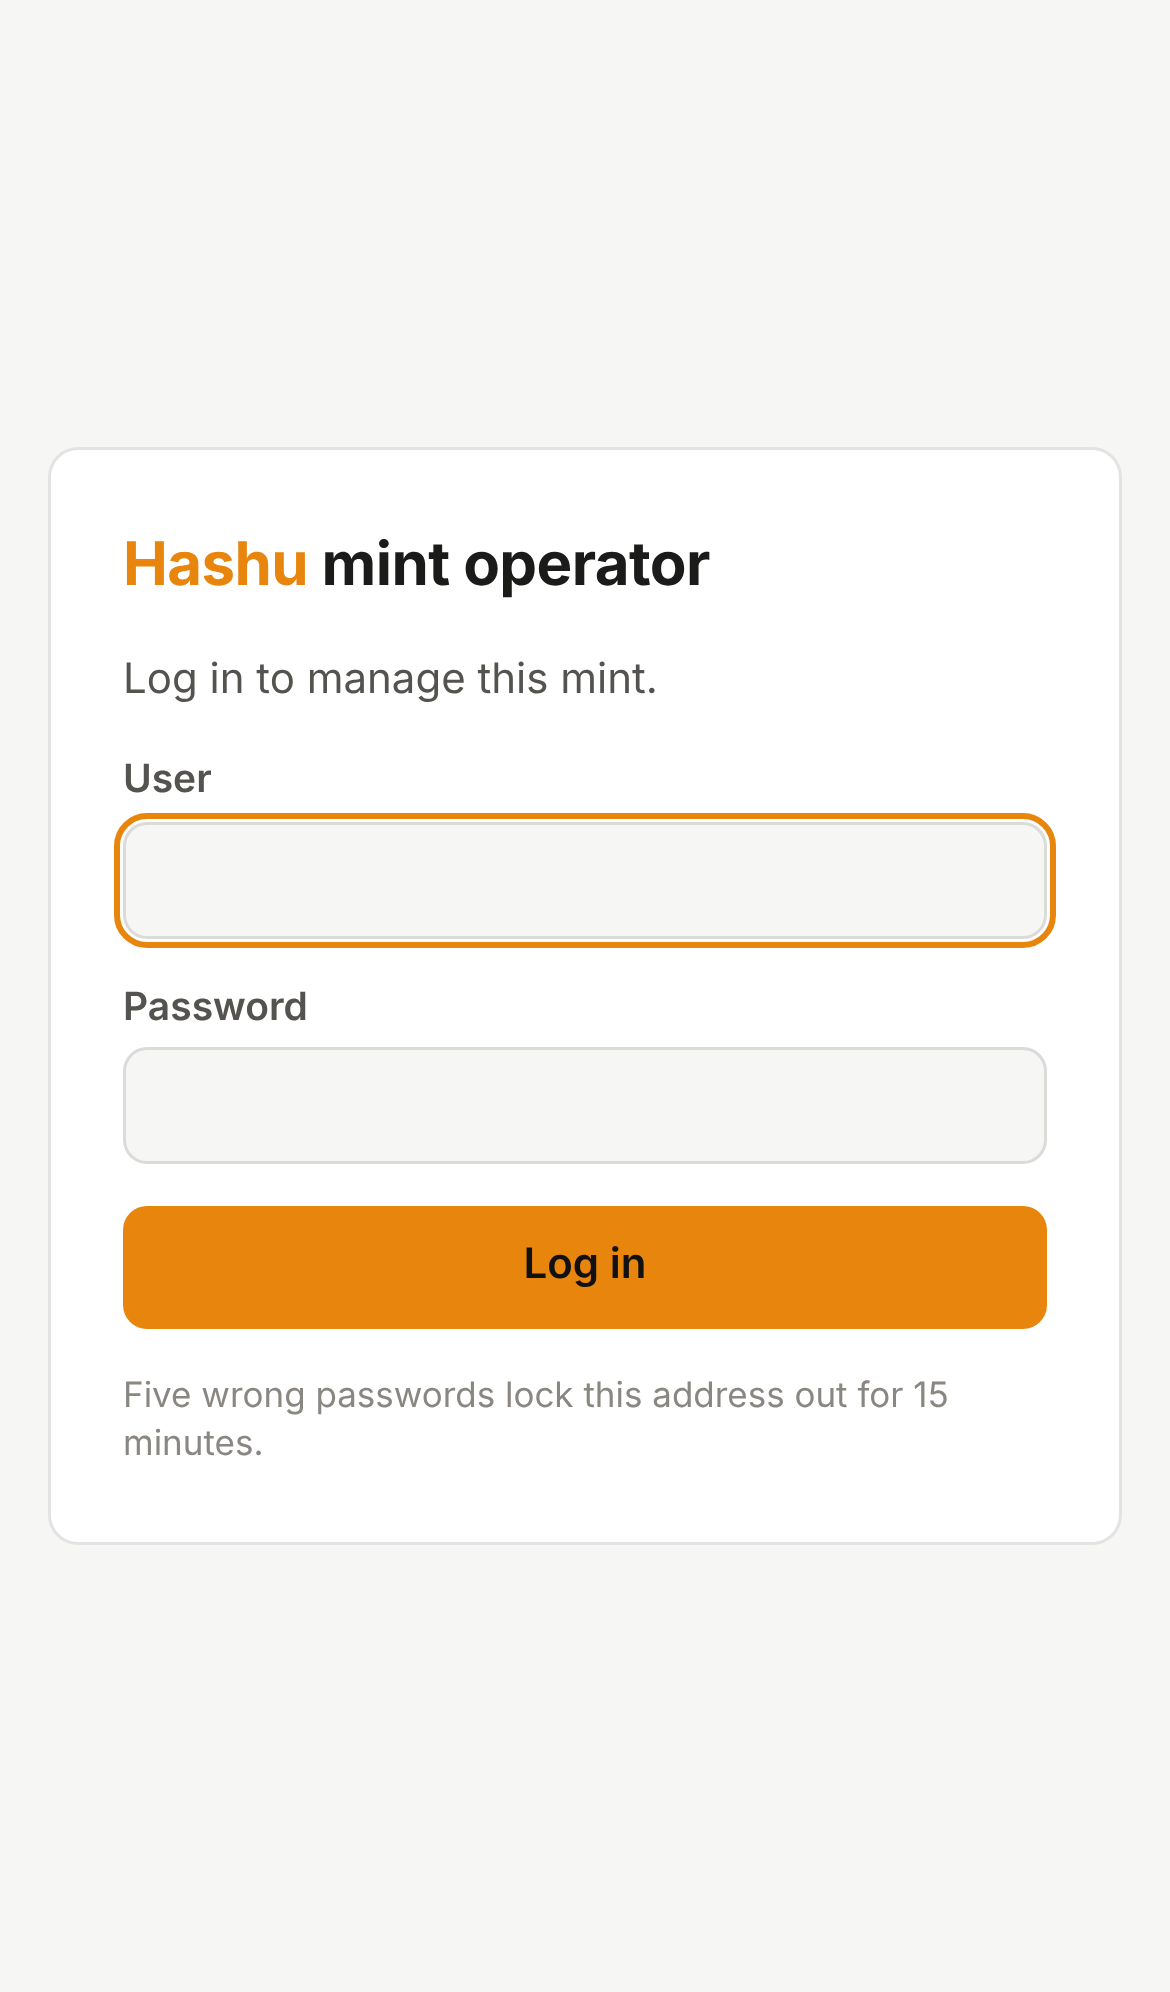 Hashu mint operator
Log in to manage this mint.
User
Password
Log in
Five wrong passwords lock this address out for 15
minutes.